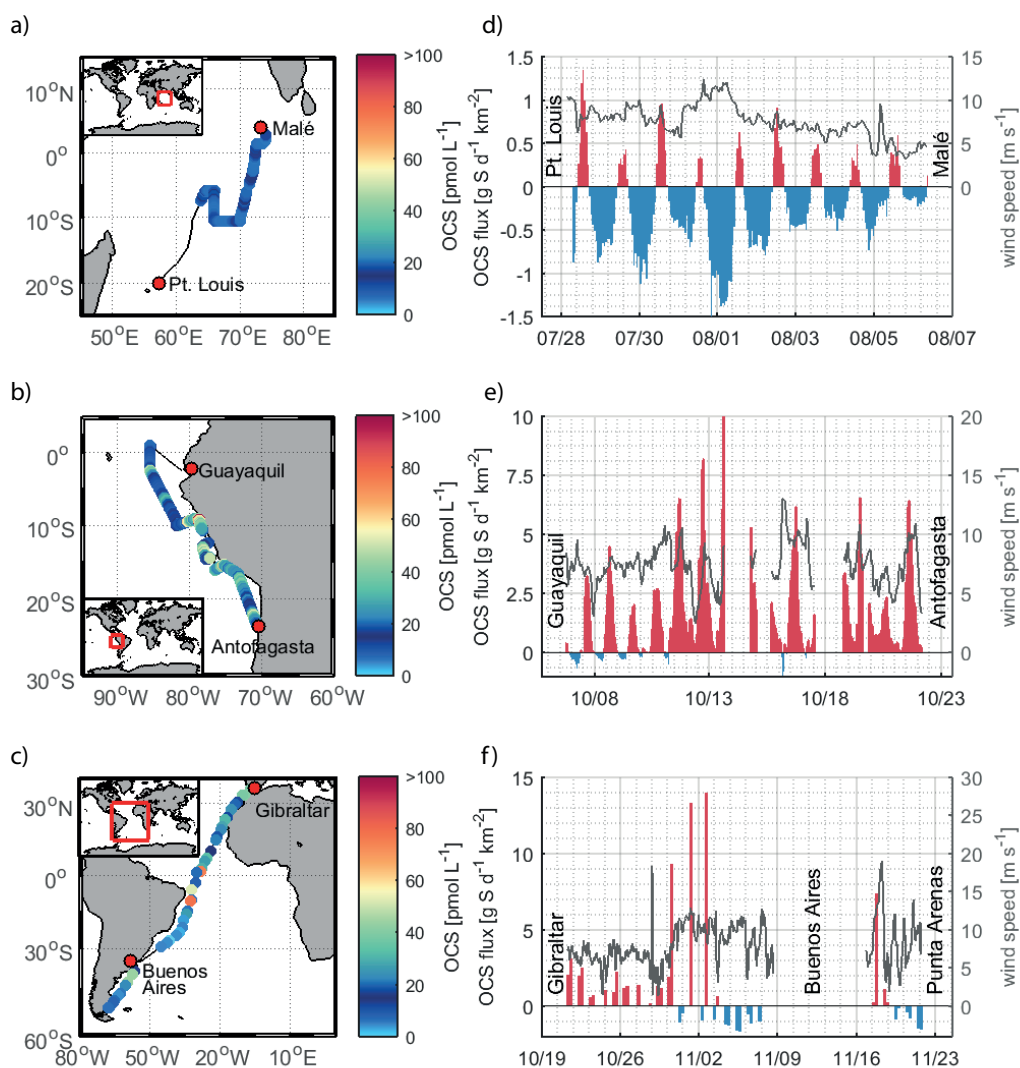 a)
10°N
0°
10°S
20°S
50°E
60°E
70°E
80°E
Malé
Pt. Louis
>100
80
60
40
20
0
OCS [pmol L⁻¹]
d)
1.5
1
0.5
0
-0.5
-1
-1.5
OCS flux [g S d⁻¹ km⁻²]
Pt. Louis
Malé
15
10
5
0
wind speed [m s⁻¹]
07/28
07/30
08/01
08/03
08/05
08/07
b)
0°
10°S
20°S
30°S
90°W
80°W
70°W
60°W
Guayaquil
Antofagasta
>100
80
60
40
20
0
OCS [pmol L⁻¹]
e)
10
7.5
5
2.5
0
OCS flux [g S d⁻¹ km⁻²]
Guayaquil
Antofagasta
20
15
10
5
0
wind speed [m s⁻¹]
10/08
10/13
10/18
10/23
c)
30°N
0°
30°S
60°S
80°W
50°W
20°W
10°E
Gibraltar
Buenos
Aires
>100
80
60
40
20
0
OCS [pmol L⁻¹]
f)
15
10
5
0
OCS flux [g S d⁻¹ km⁻²]
Gibraltar
Buenos Aires
Punta Arenas
30
25
20
15
10
5
0
wind speed [m s⁻¹]
10/19
10/26
11/02
11/09
11/16
11/23